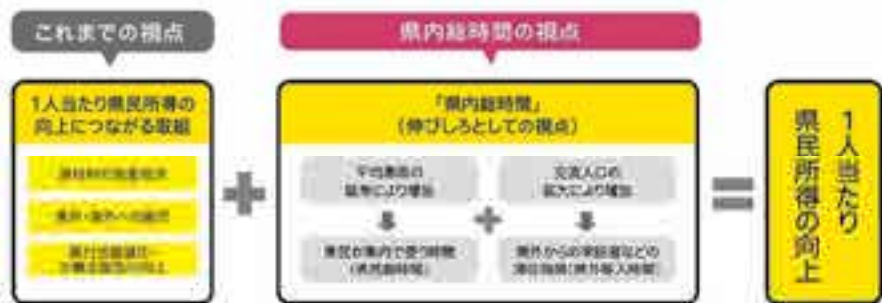 これまでの視点
県内総時間の視点
1人当たり県民所得の
向上につながる取組
「県内総時間」
(伸びしろとしての視点)
平均寿命の
延伸により増加
交流人口の
拡大により増加
県民が県内で過ごす時間
(県民総時間)
県外からの来訪者などの
滞在時間(県外客人時間)
1人当たり
県民所得の向上